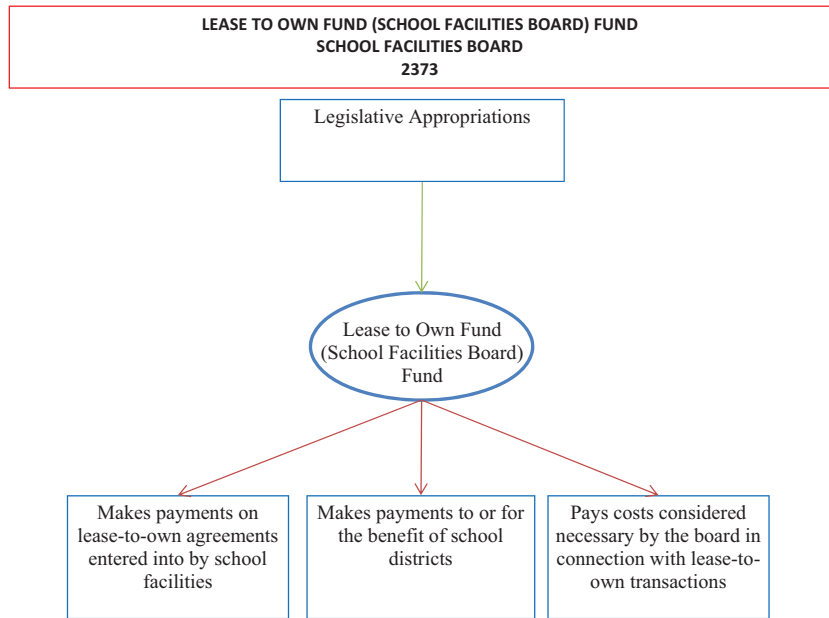 LEASE TO OWN FUND (SCHOOL FACILITIES BOARD) FUND
SCHOOL FACILITIES BOARD
2373
Legislative Appropriations
Lease to Own Fund
(School Facilities Board)
Fund
Makes payments on
lease-to-own agreements
entered into by school
facilities
Makes payments to or for
the benefit of school
districts
Pays costs considered
necessary by the board in
connection with lease-to-
own transactions